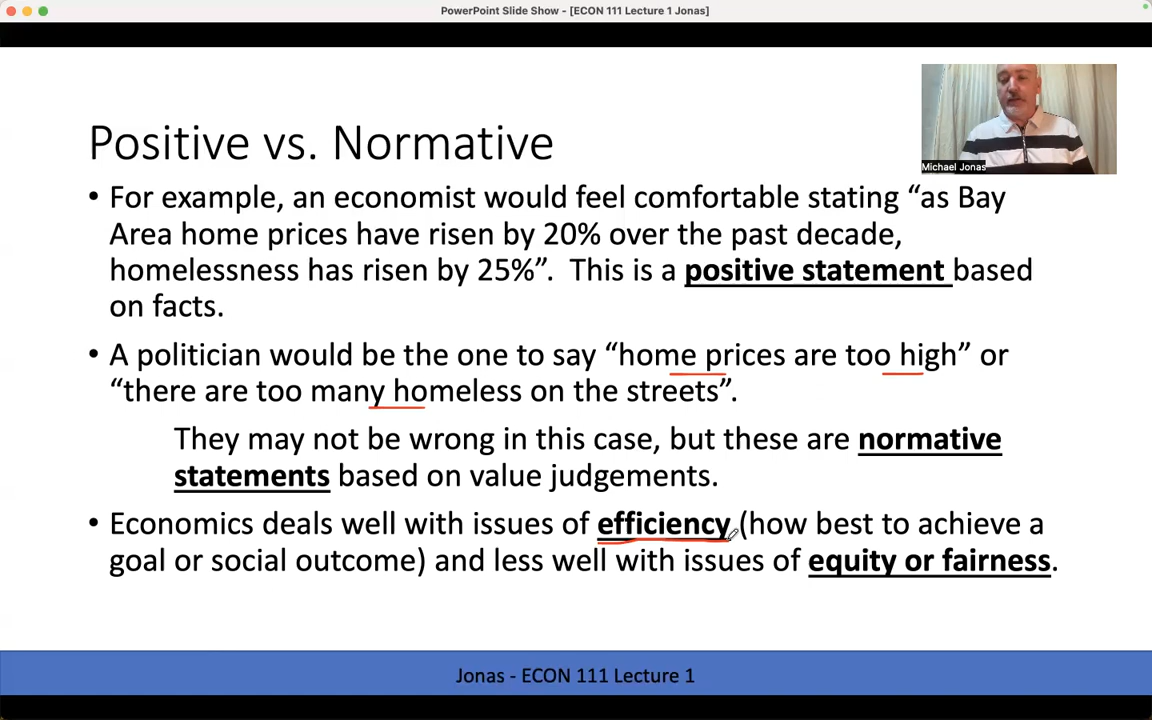 PowerPoint Slide Show - [ECON 111 Lecture 1 Jonas]
Michael Jonas
Positive vs. Normative
• For example, an economist would feel comfortable stating “as Bay
Area home prices have risen by 20% over the past decade,
homelessness has risen by 25%”. This is a positive statement based
on facts.
• A politician would be the one to say “home prices are too high” or
“there are too many homeless on the streets”.
They may not be wrong in this case, but these are normative
statements based on value judgements.
• Economics deals well with issues of efficiency (how best to achieve a
goal or social outcome) and less well with issues of equity or fairness.
Jonas - ECON 111 Lecture 1